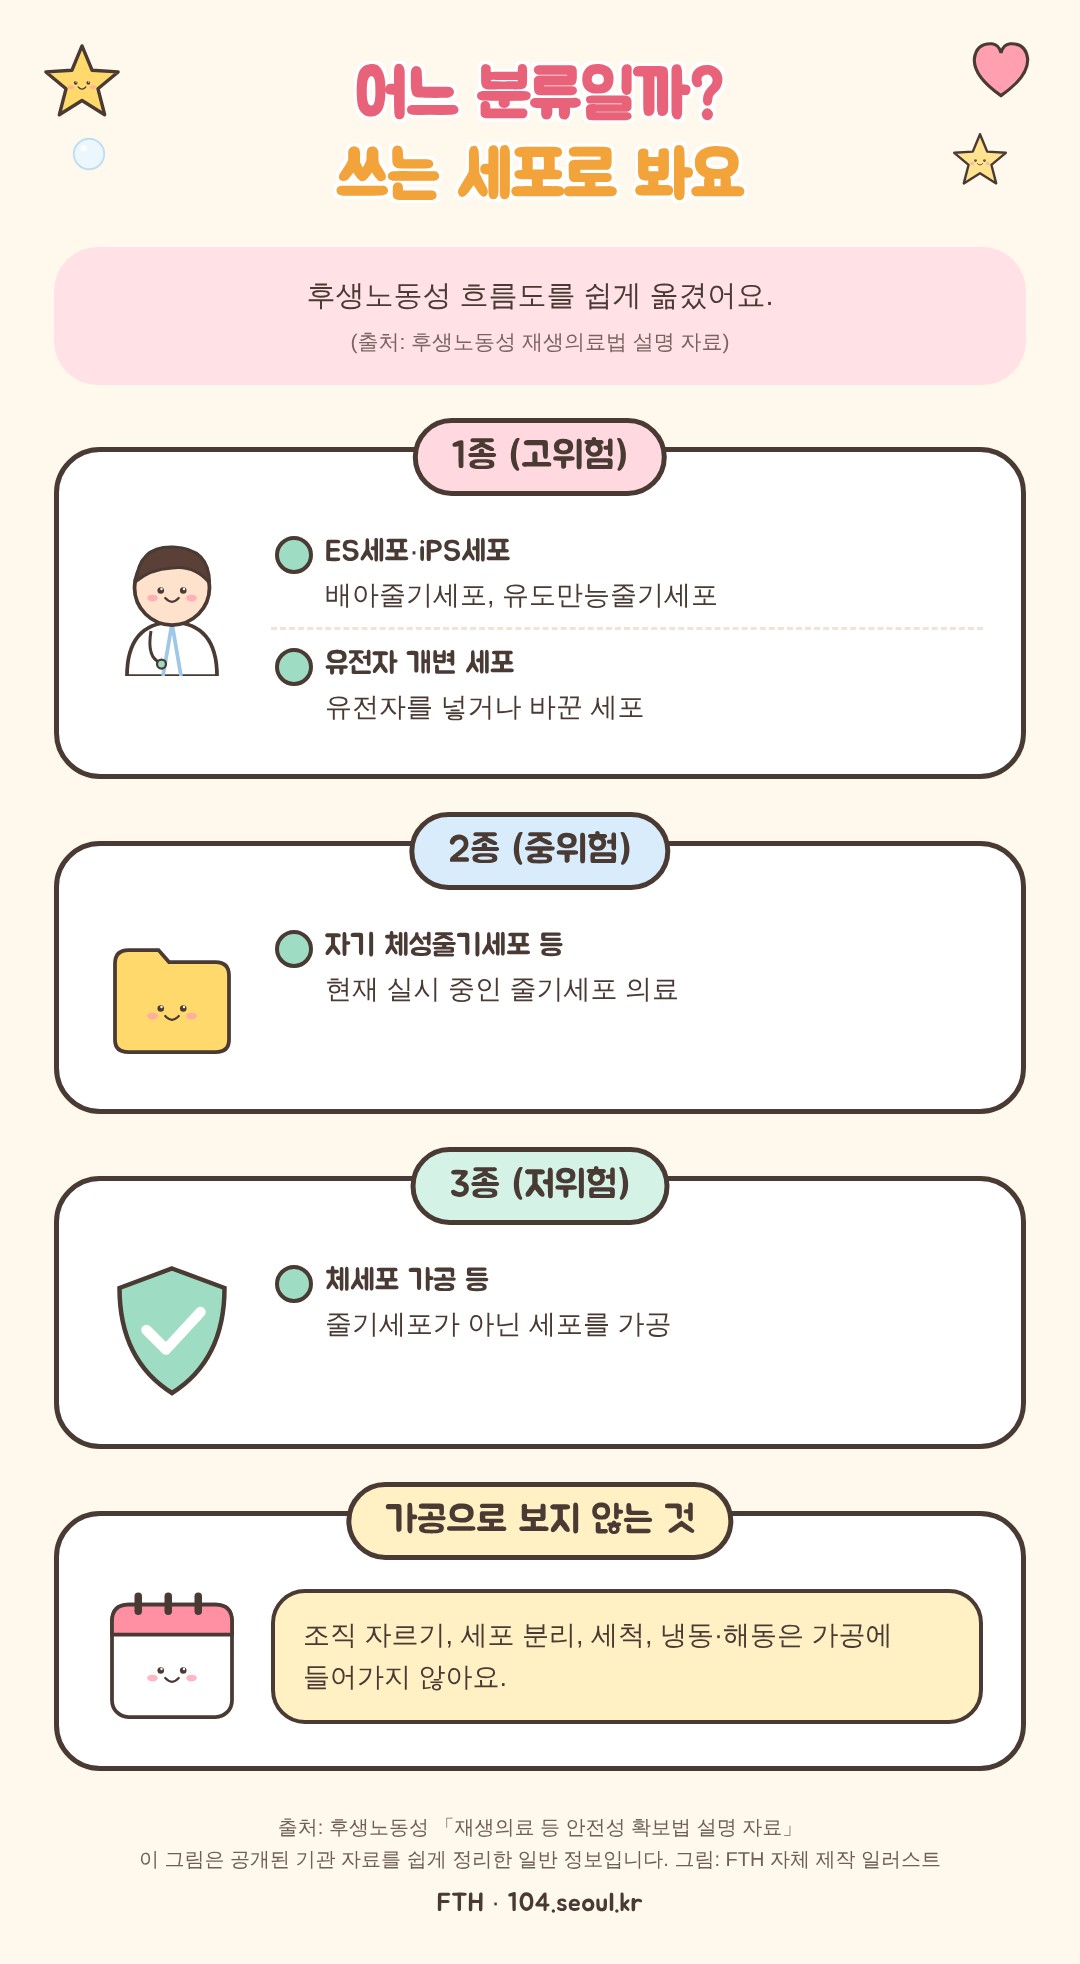 어느 분류일까?
쓰는 세포로 봐요
후생노동성 흐름도를 쉽게 옮겼어요.
(출처: 후생노동성 재생의료법 설명 자료)
1종 (고위험)
ES세포·iPS세포
배아줄기세포, 유도만능줄기세포
유전자 개변 세포
유전자를 넣거나 바꾼 세포
2종 (중위험)
자기 체성줄기세포 등
현재 실시 중인 줄기세포 의료
3종 (저위험)
체세포 가공 등
줄기세포가 아닌 세포를 가공
가공으로 보지 않는 것
조직 자르기, 세포 분리, 세척, 냉동·해동은 가공에
들어가지 않아요.
출처: 후생노동성 「재생의료 등 안전성 확보법 설명 자료」
이 그림은 공개된 기관 자료를 쉽게 정리한 일반 정보입니다. 그림: FTH 자체 제작 일러스트
FTH · 104.seoul.kr